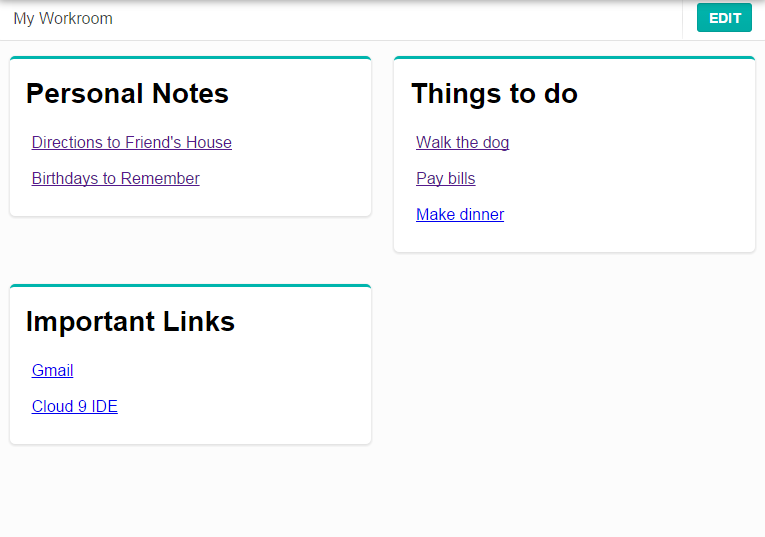 My Workroom
EDIT
Personal Notes
Directions to Friend's House
Birthdays to Remember
Things to do
Walk the dog
Pay bills
Make dinner
Important Links
Gmail
Cloud 9 IDE